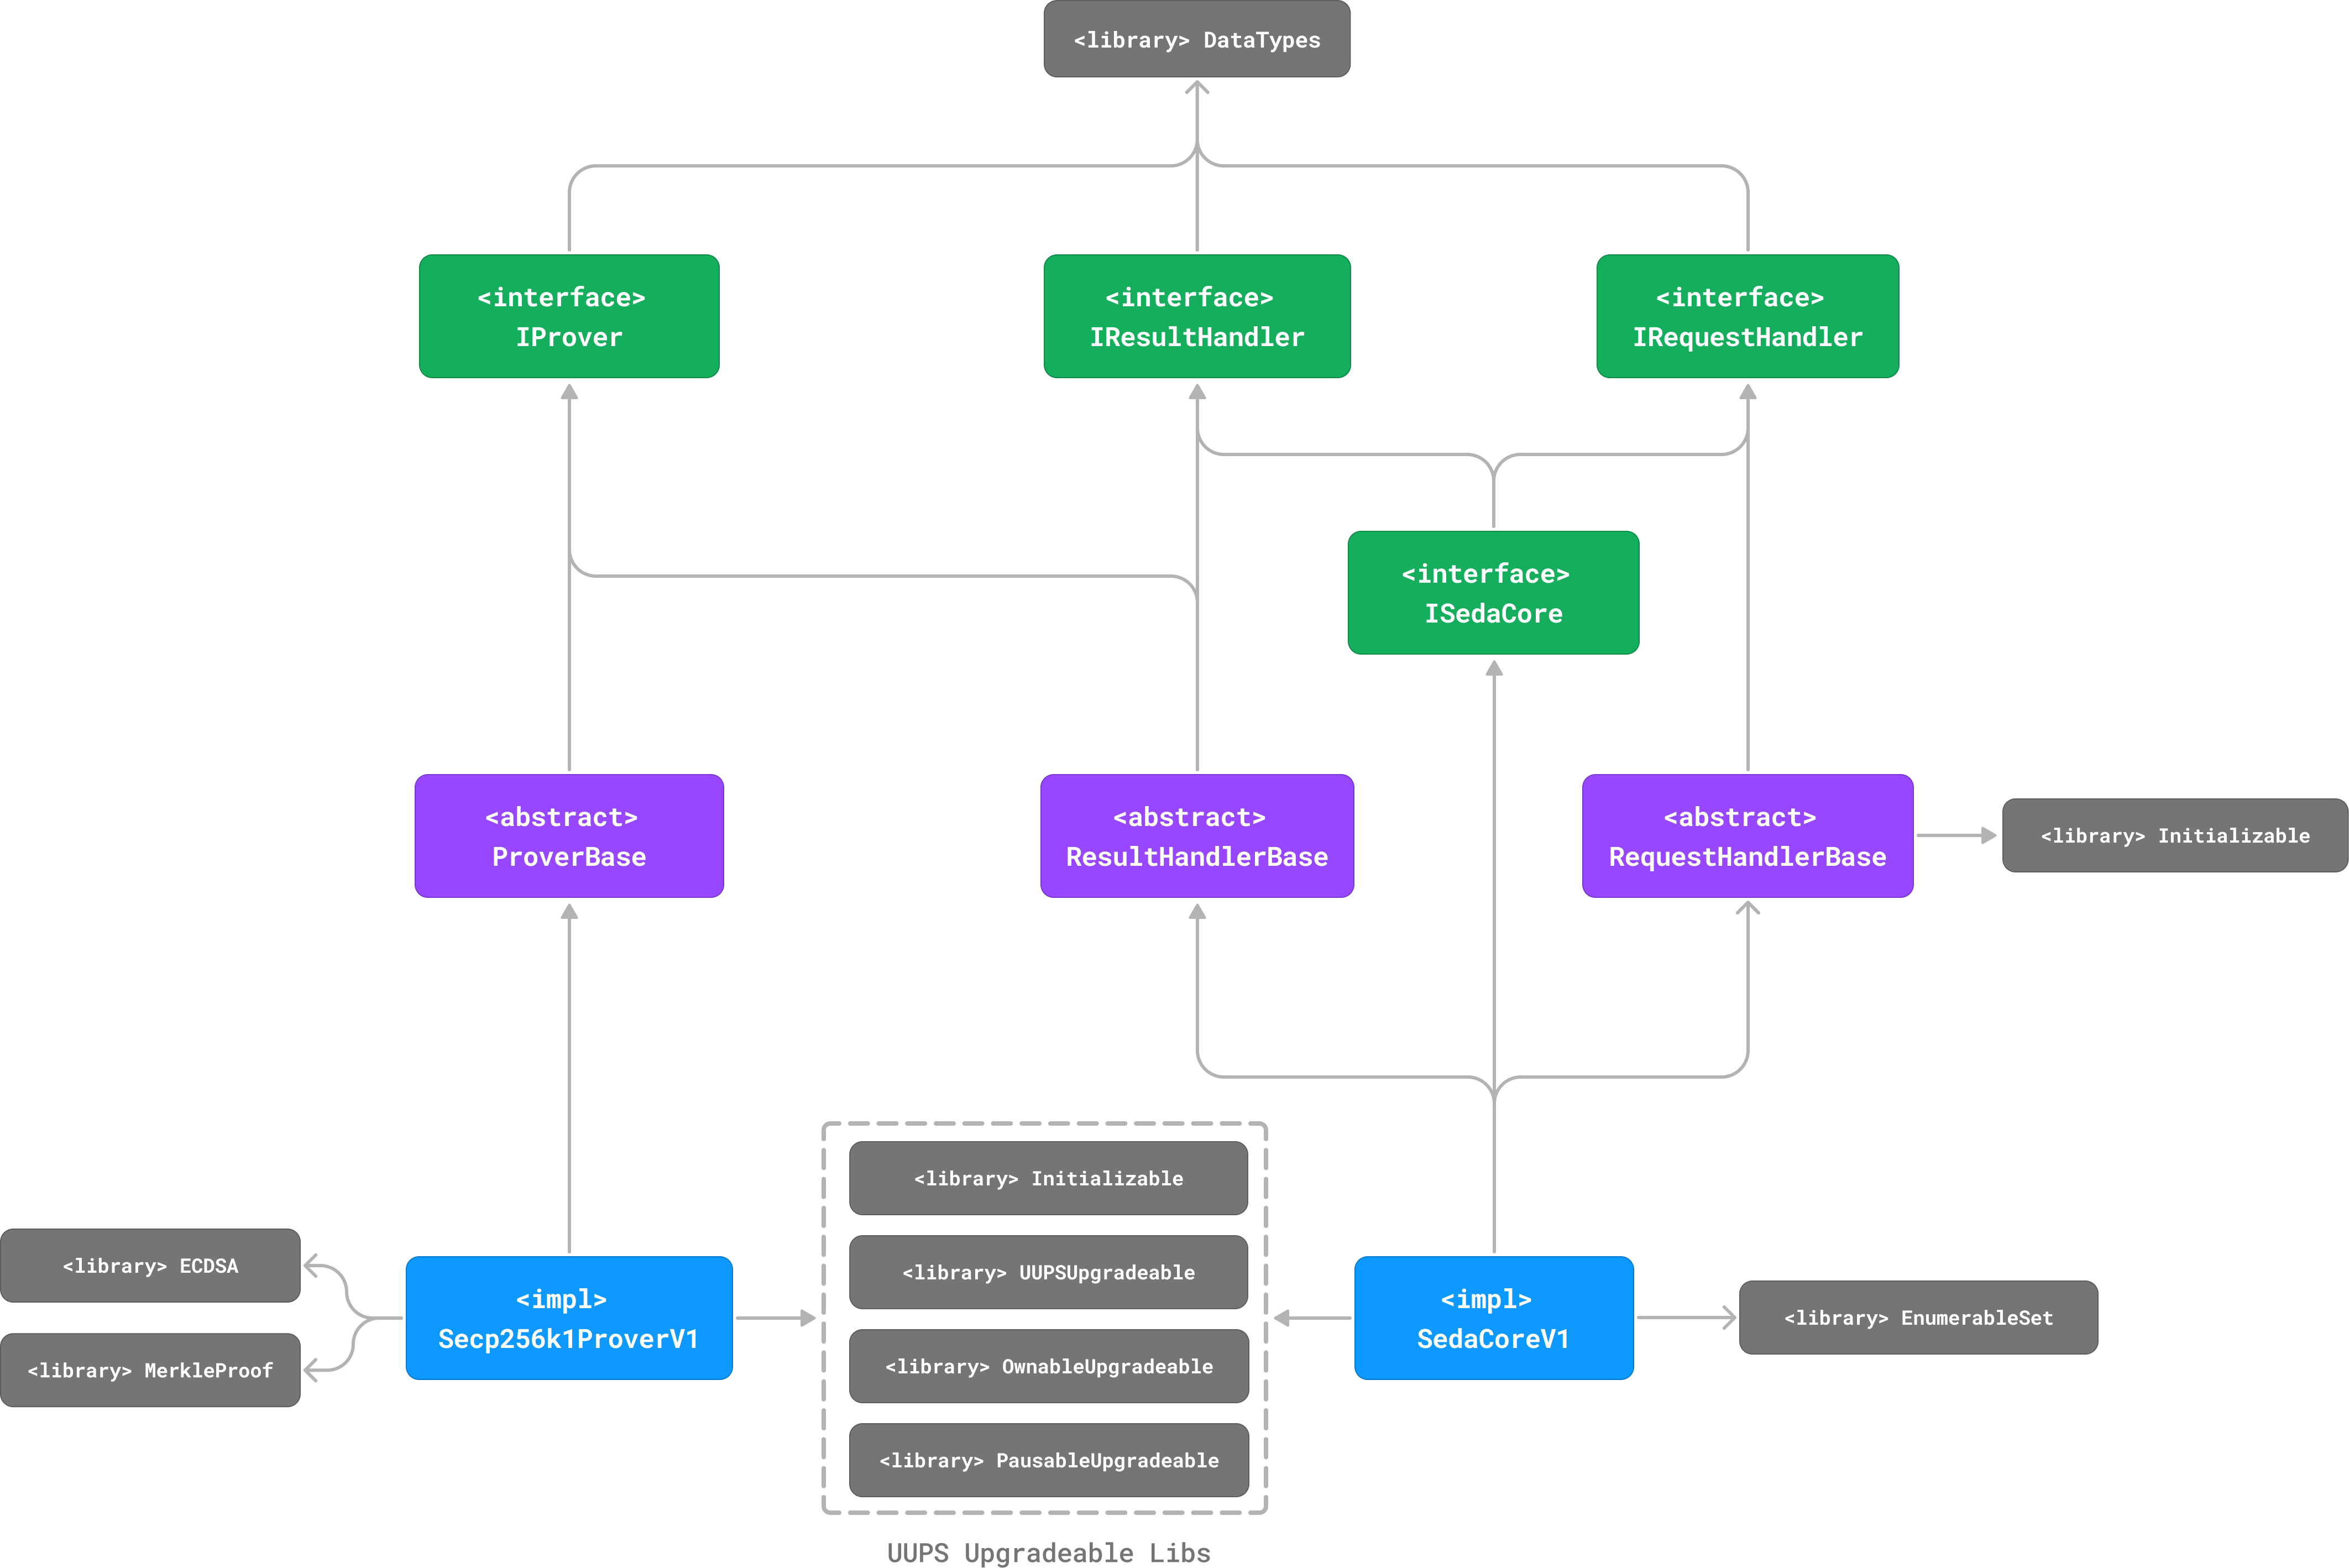 <library> DataTypes
<interface>
IProver
<interface>
IResultHandler
<interface>
IRequestHandler
<interface>
ISedaCore
<abstract>
ProverBase
<abstract>
ResultHandlerBase
<abstract>
RequestHandlerBase
<library> Initializable
<library> Initializable
<library> UUPSUpgradeable
<library> OwnableUpgradeable
<library> PausableUpgradeable
UUPS Upgradeable Libs
<library> ECDSA
<library> MerkleProof
<impl>
Secp256k1ProverV1
<impl>
SedaCoreV1
<library> EnumerableSet